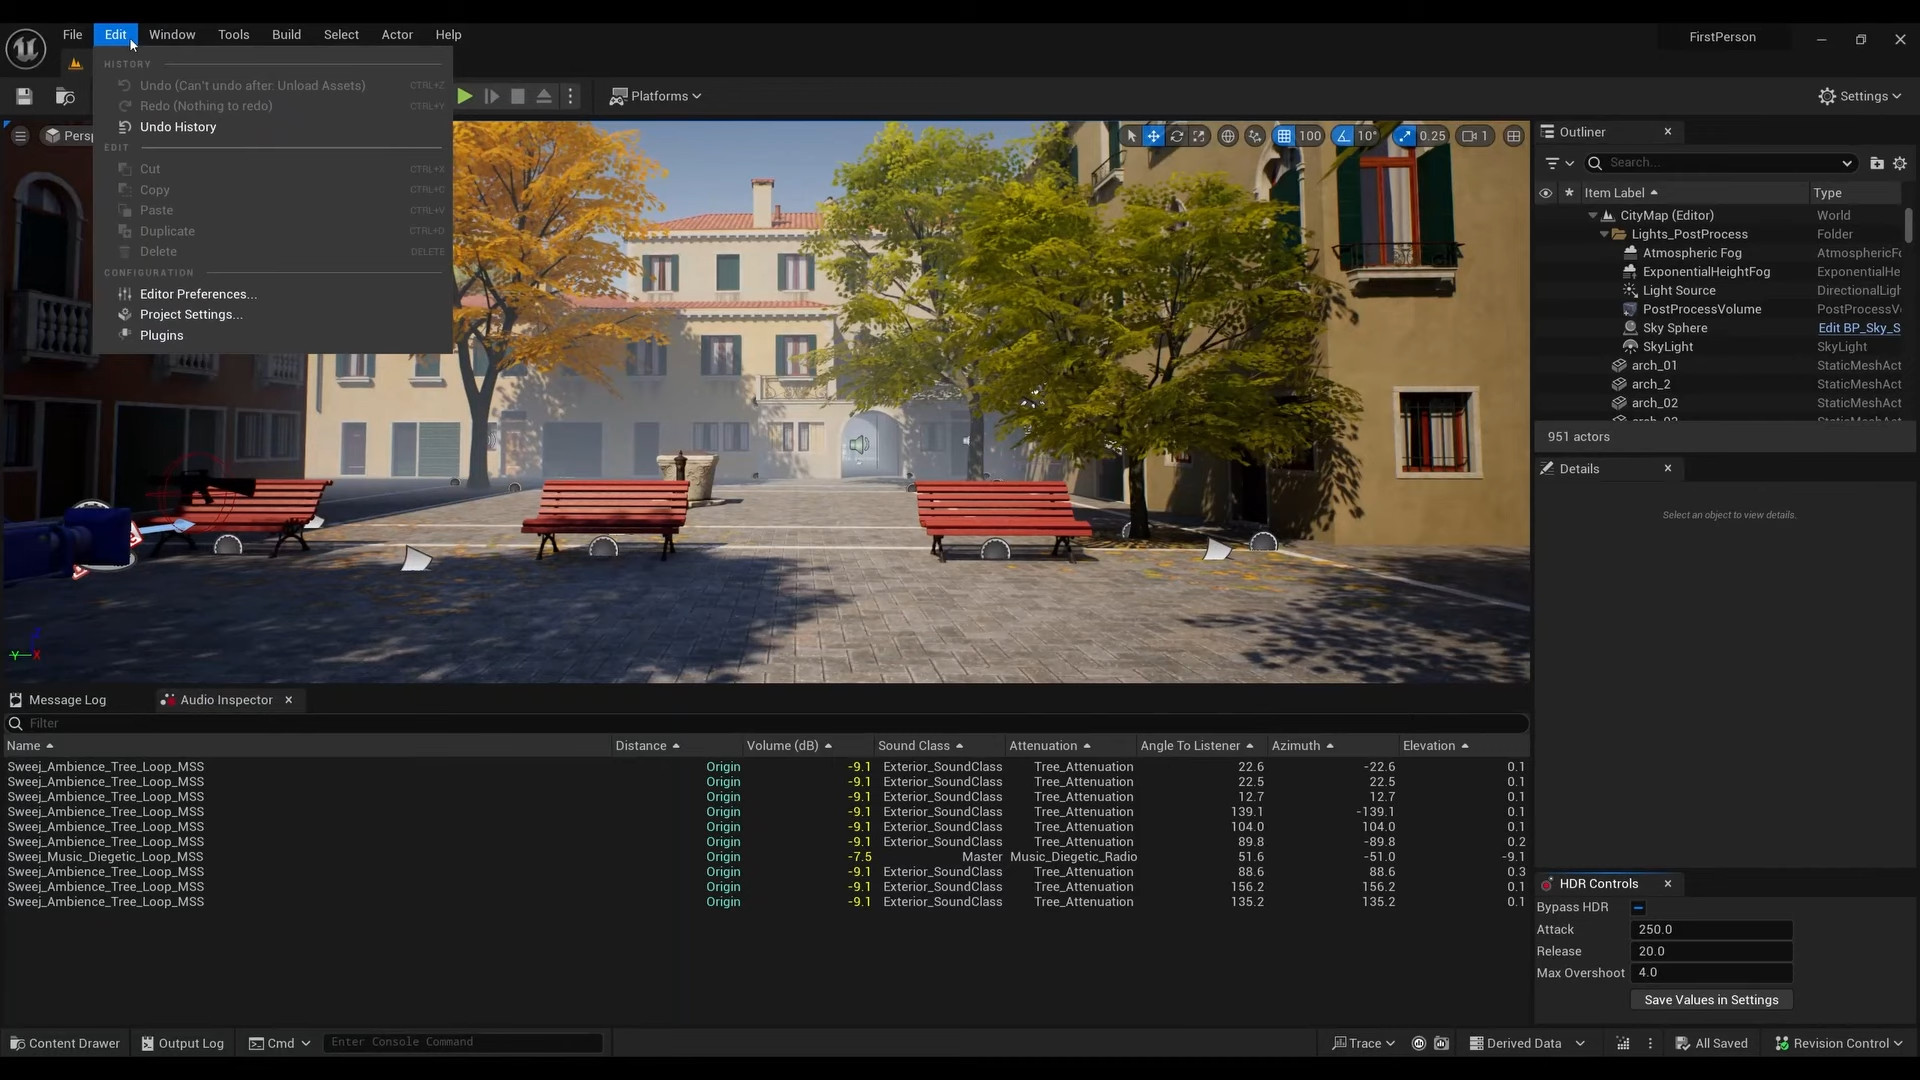 File Edit Window Tools Build Select Actor Help
FirstPerson
HISTORY
Undo (Can't undo after: Unload Assets) CTRL+Z
Redo (Nothing to redo) CTRL+Y
Undo History
EDIT
Cut CTRL+X
Copy CTRL+C
Paste CTRL+V
Duplicate CTRL+D
Delete DELETE
CONFIGURATION
Editor Preferences...
Project Settings...
Plugins
Platforms
Settings
Persp
100 10° 0.25 1
Outliner
Search...
Item Label Type
CityMap (Editor) World
Lights_PostProcess Folder
Atmospheric Fog AtmosphericFo
ExponentialHeightFog ExponentialHe
Light Source DirectionalLigh
PostProcessVolume PostProcessV
Sky Sphere Edit BP_Sky_S
SkyLight SkyLight
arch_01 StaticMeshAct
arch_2 StaticMeshAct
arch_02 StaticMeshAct
951 actors
Details
Select an object to view details.
Message Log Audio Inspector
Filter
Name Distance Volume (dB) Sound Class Attenuation Angle To Listener Azimuth Elevation
Sweej_Ambience_Tree_Loop_MSS Origin -9.1 Exterior_SoundClass Tree_Attenuation 22.6 -22.6 0.1
Sweej_Ambience_Tree_Loop_MSS Origin -9.1 Exterior_SoundClass Tree_Attenuation 22.5 22.5 0.1
Sweej_Ambience_Tree_Loop_MSS Origin -9.1 Exterior_SoundClass Tree_Attenuation 12.7 12.7 0.1
Sweej_Ambience_Tree_Loop_MSS Origin -9.1 Exterior_SoundClass Tree_Attenuation 139.1 -139.1 0.1
Sweej_Ambience_Tree_Loop_MSS Origin -9.1 Exterior_SoundClass Tree_Attenuation 104.0 104.0 0.1
Sweej_Ambience_Tree_Loop_MSS Origin -9.1 Exterior_SoundClass Tree_Attenuation 89.8 -89.8 0.2
Sweej_Music_Diegetic_Loop_MSS Origin -7.5 Master Music_Diegetic_Radio 51.6 -51.0 -9.1
Sweej_Ambience_Tree_Loop_MSS Origin -9.1 Exterior_SoundClass Tree_Attenuation 88.6 88.6 0.3
Sweej_Ambience_Tree_Loop_MSS Origin -9.1 Exterior_SoundClass Tree_Attenuation 156.2 156.2 0.1
Sweej_Ambience_Tree_Loop_MSS Origin -9.1 Exterior_SoundClass Tree_Attenuation 135.2 135.2 0.1
HDR Controls
Bypass HDR
Attack 250.0
Release 20.0
Max Overshoot 4.0
Save Values in Settings
Content Drawer Output Log Cmd Enter Console Command Trace Derived Data All Saved Revision Control